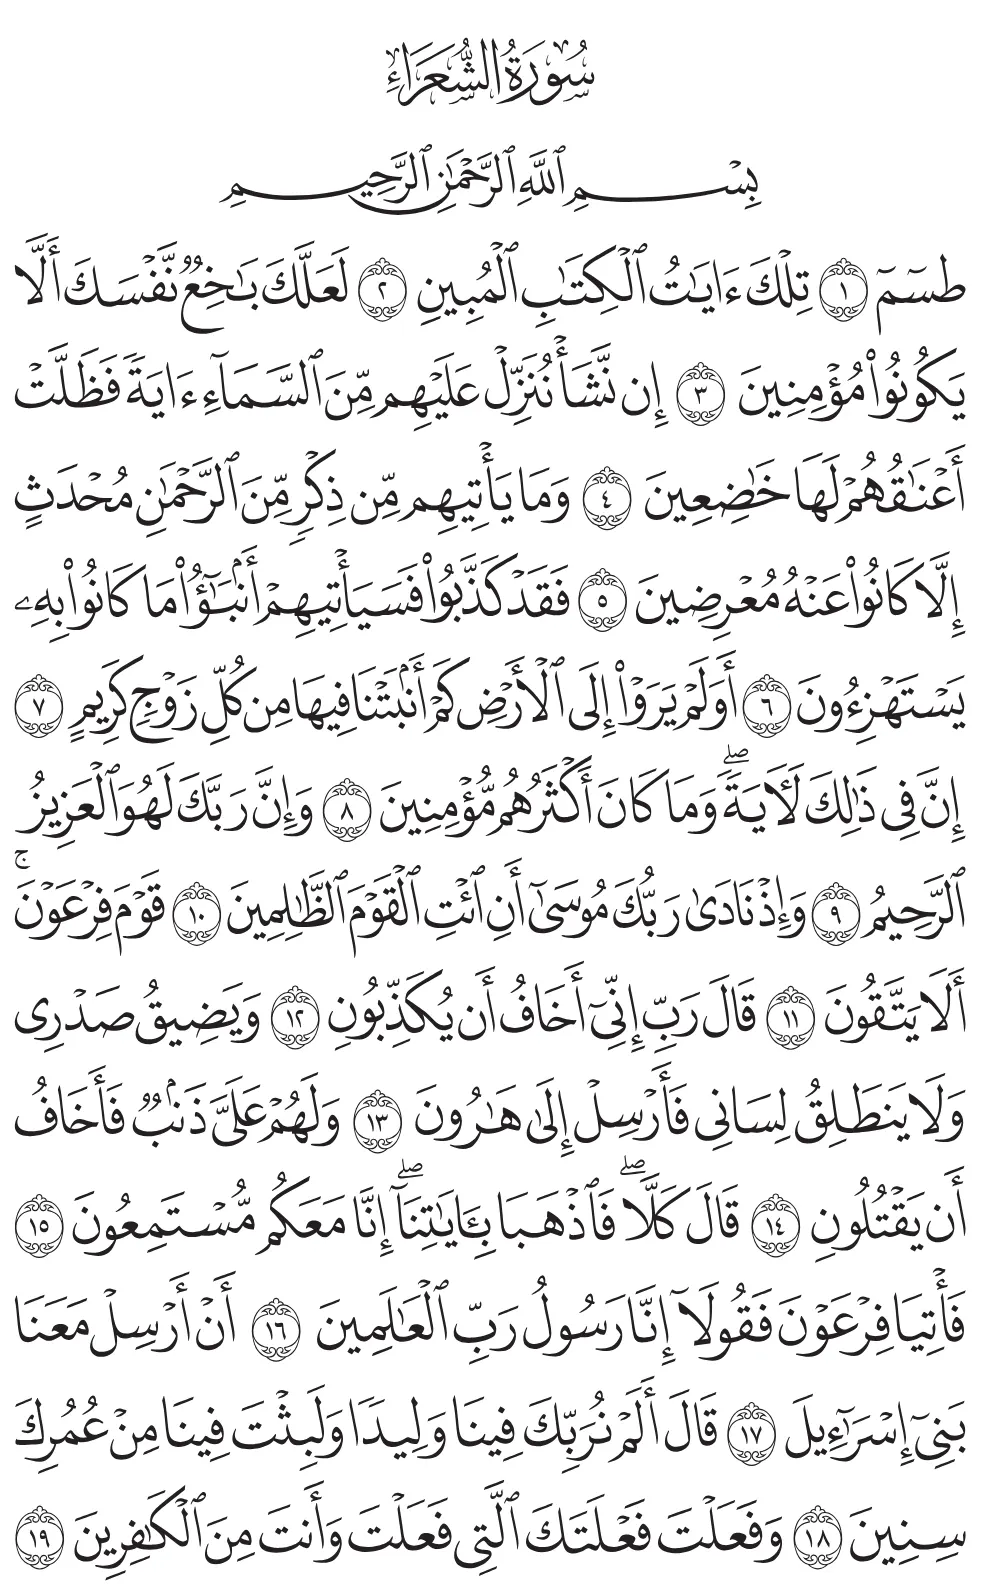 سُورَةُ الشُّعَرَاءِ
بِسْمِ ٱللَّهِ ٱلرَّحْمَٰنِ ٱلرَّحِيمِ
طسٓمٓ ١ تِلْكَ ءَايَٰتُ ٱلْكِتَٰبِ ٱلْمُبِينِ ٢ لَعَلَّكَ بَٰخِعٌ نَّفْسَكَ أَلَّا
يَكُونُوا۟ مُؤْمِنِينَ ٣ إِن نَّشَأْ نُنَزِّلْ عَلَيْهِم مِّنَ ٱلسَّمَآءِ ءَايَةً فَظَلَّتْ
أَعْنَٰقُهُمْ لَهَا خَٰضِعِينَ ٤ وَمَا يَأْتِيهِم مِّن ذِكْرٍ مِّنَ ٱلرَّحْمَٰنِ مُحْدَثٍ
إِلَّا كَانُوا۟ عَنْهُ مُعْرِضِينَ ٥ فَقَدْ كَذَّبُوا۟ فَسَيَأْتِيهِمْ أَنۢبَٰٓؤُا۟ مَا كَانُوا۟ بِهِۦ
يَسْتَهْزِءُونَ ٦ أَوَلَمْ يَرَوْا۟ إِلَى ٱلْأَرْضِ كَمْ أَنۢبَتْنَا فِيهَا مِن كُلِّ زَوْجٍ كَرِيمٍ ٧
إِنَّ فِى ذَٰلِكَ لَءَايَةً ۖ وَمَا كَانَ أَكْثَرُهُم مُّؤْمِنِينَ ٨ وَإِنَّ رَبَّكَ لَهُوَ ٱلْعَزِيزُ
ٱلرَّحِيمُ ٩ وَإِذْ نَادَىٰ رَبُّكَ مُوسَىٰٓ أَنِ ٱئْتِ ٱلْقَوْمَ ٱلظَّٰلِمِينَ ١٠ قَوْمَ فِرْعَوْنَ ۚ
أَلَا يَتَّقُونَ ١١ قَالَ رَبِّ إِنِّىٓ أَخَافُ أَن يُكَذِّبُونِ ١٢ وَيَضِيقُ صَدْرِى
وَلَا يَنطَلِقُ لِسَانِى فَأَرْسِلْ إِلَىٰ هَٰرُونَ ١٣ وَلَهُمْ عَلَىَّ ذَنۢبٌ فَأَخَافُ
أَن يَقْتُلُونِ ١٤ قَالَ كَلَّا ۖ فَٱذْهَبَا بِـَٔايَٰتِنَآ ۖ إِنَّا مَعَكُم مُّسْتَمِعُونَ ١٥
فَأْتِيَا فِرْعَوْنَ فَقُولَآ إِنَّا رَسُولُ رَبِّ ٱلْعَٰلَمِينَ ١٦ أَنْ أَرْسِلْ مَعَنَا
بَنِىٓ إِسْرَٰٓءِيلَ ١٧ قَالَ أَلَمْ نُرَبِّكَ فِينَا وَلِيدًا وَلَبِثْتَ فِينَا مِنْ عُمُرِكَ
سِنِينَ ١٨ وَفَعَلْتَ فَعْلَتَكَ ٱلَّتِى فَعَلْتَ وَأَنتَ مِنَ ٱلْكَٰفِرِينَ ١٩